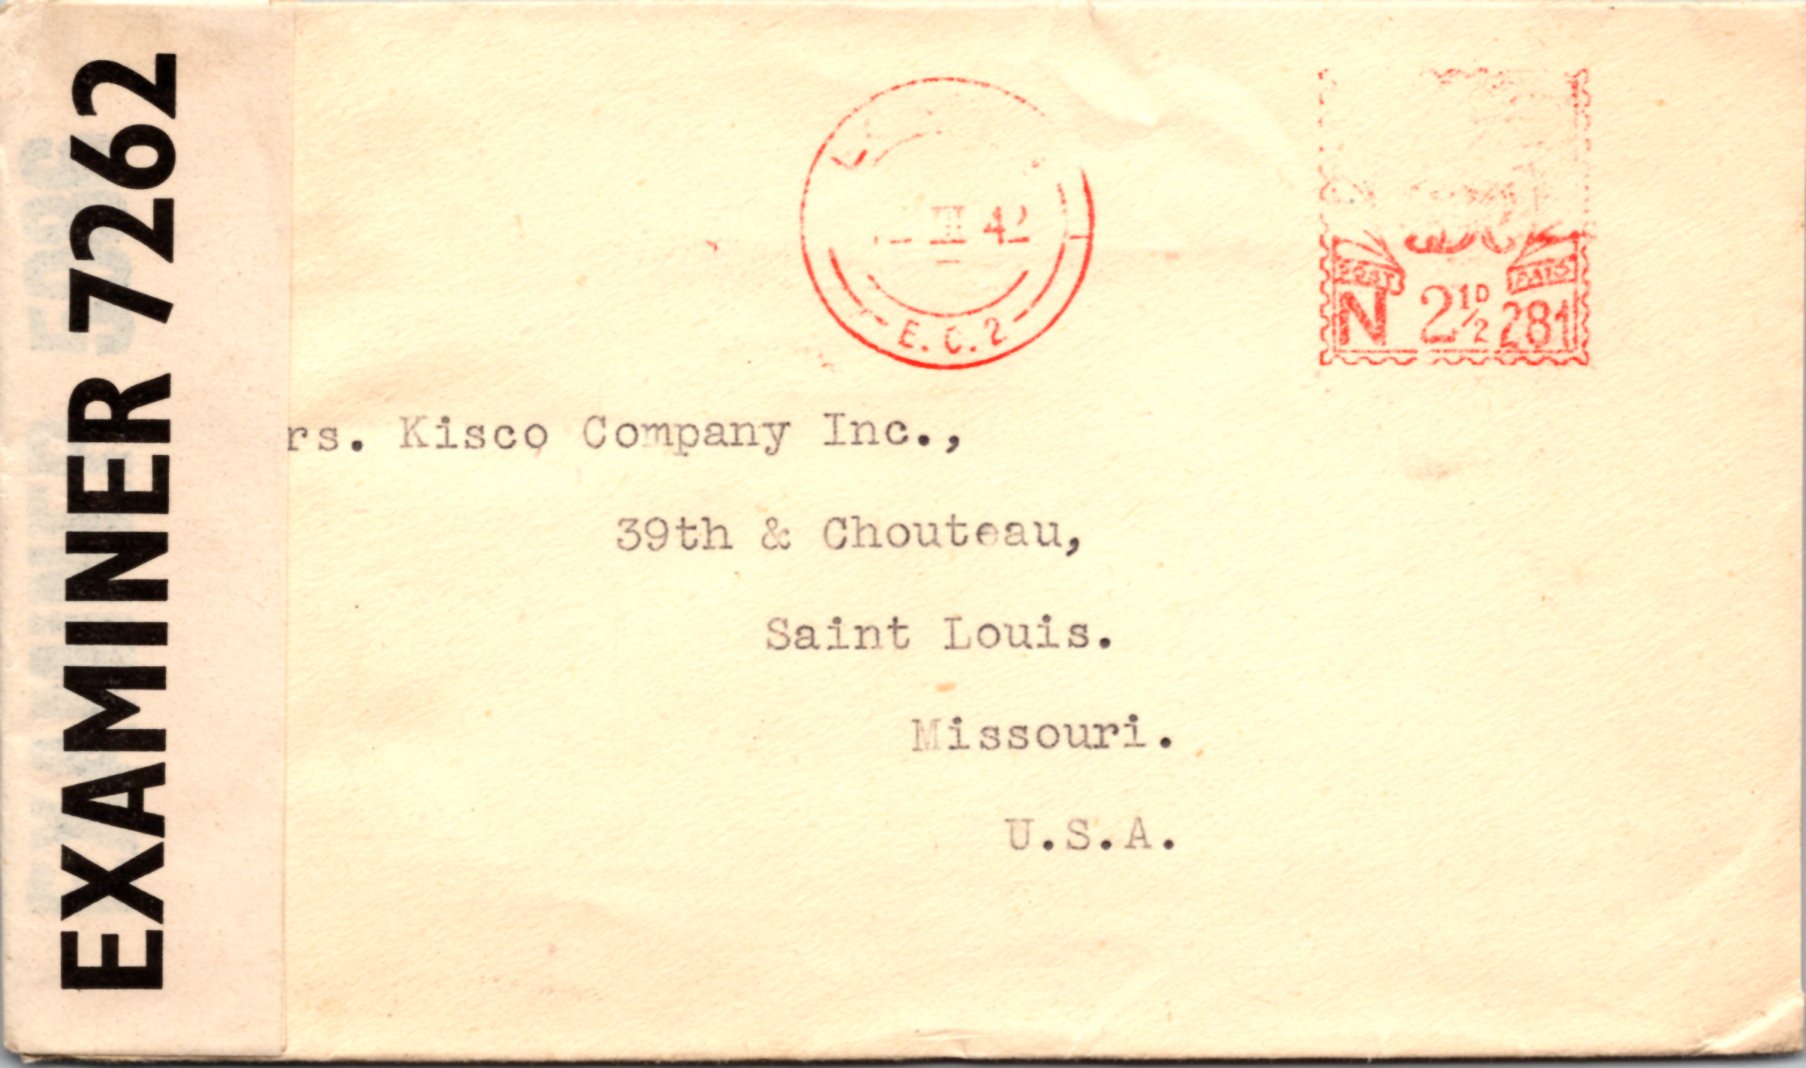 EXAMINER 7262
III 42
E.C.2
POST PAID
N 2½D 281
rs. Kisco Company Inc.,
39th & Chouteau,
Saint Louis.
Missouri.
U.S.A.